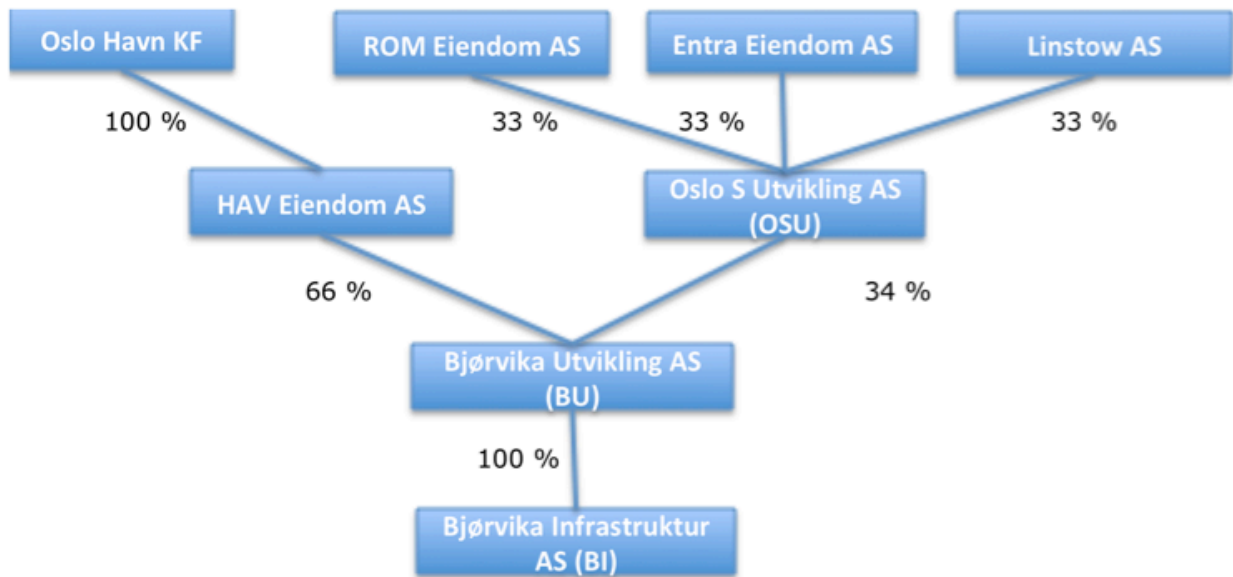 Oslo Havn KF
ROM Eiendom AS
Entra Eiendom AS
Linstow AS
100 %
33 %
33 %
33 %
HAV Eiendom AS
Oslo S Utvikling AS
(OSU)
66 %
34 %
Bjørvika Utvikling AS
(BU)
100 %
Bjørvika Infrastruktur
AS (BI)